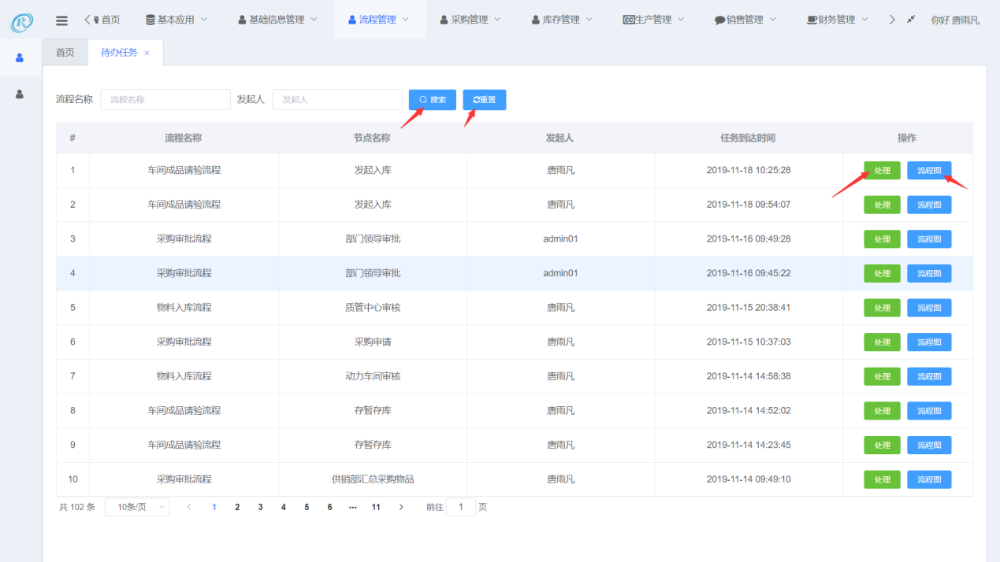 首页 基本应用 基础信息管理 流程管理 采购管理 库存管理 生产管理 销售管理 财务管理 你好 唐雨凡
首页 待办任务 ×
流程名称 流程名称 发起人 发起人 搜索 重置
# 流程名称 节点名称 发起人 任务到达时间 操作
1 车间成品请验流程 发起入库 唐雨凡 2019-11-18 10:25:28 处理 流程图
2 车间成品请验流程 发起入库 唐雨凡 2019-11-18 09:54:07 处理 流程图
3 采购审批流程 部门领导审批 admin01 2019-11-16 09:49:28 处理 流程图
4 采购审批流程 部门领导审批 admin01 2019-11-16 09:45:22 处理 流程图
5 物料入库流程 质管中心审核 唐雨凡 2019-11-15 20:38:41 处理 流程图
6 采购审批流程 采购申请 唐雨凡 2019-11-15 10:37:03 处理 流程图
7 物料入库流程 动力车间审核 唐雨凡 2019-11-14 14:58:38 处理 流程图
8 车间成品请验流程 存暂存库 唐雨凡 2019-11-14 14:52:02 处理 流程图
9 车间成品请验流程 存暂存库 唐雨凡 2019-11-14 14:23:45 处理 流程图
10 采购审批流程 供销部汇总采购物品 唐雨凡 2019-11-14 09:49:10 处理 流程图
共 102 条 10条/页 1 2 3 4 5 6 ··· 11 前往 1 页